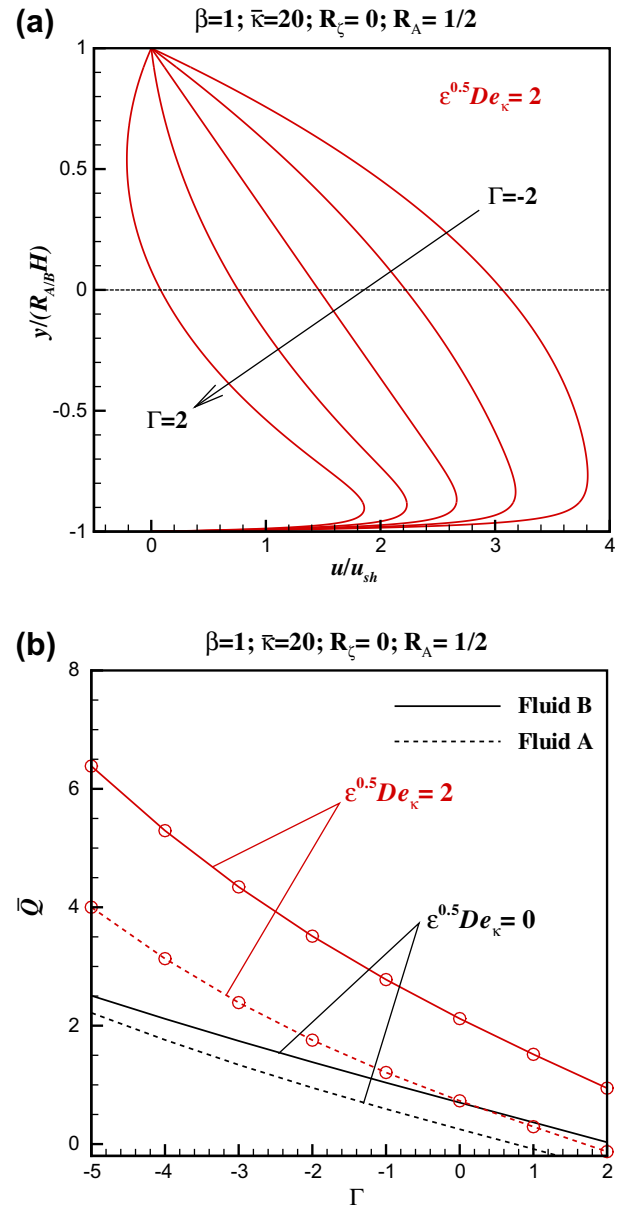 (a)
β=1; κ̄=20; R_ζ= 0; R_A= 1/2
ε^0.5De_κ= 2
Γ=-2
Γ=2
y/(R_A/B H)
1
0.5
0
-0.5
-1
0 1 2 3 4
u/u_sh
(b)
β=1; κ̄=20; R_ζ= 0; R_A= 1/2
Fluid B
Fluid A
ε^0.5De_κ= 2
ε^0.5De_κ= 0
Q̄
8
6
4
2
0
-5 -4 -3 -2 -1 0 1 2
Γ